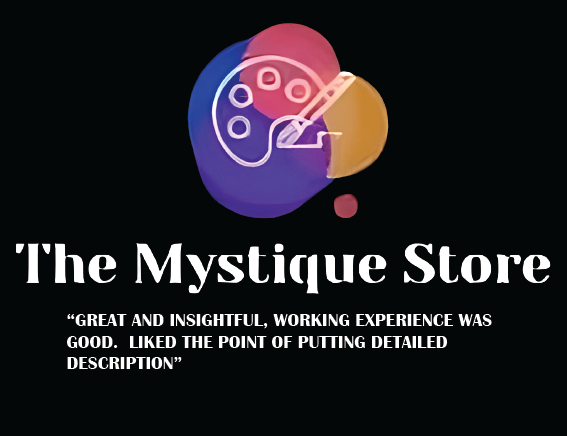 The Mystique Store
“GREAT AND INSIGHTFUL, WORKING EXPERIENCE WAS
GOOD.  LIKED THE POINT OF PUTTING DETAILED
DESCRIPTION”